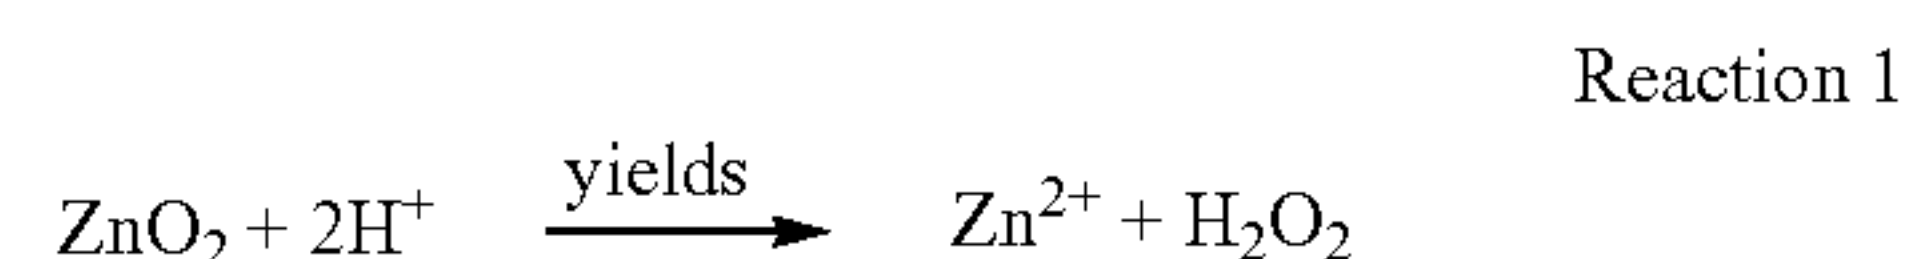 Reaction 1
yields
ZnO₂ + 2H⁺ Zn²⁺ + H₂O₂